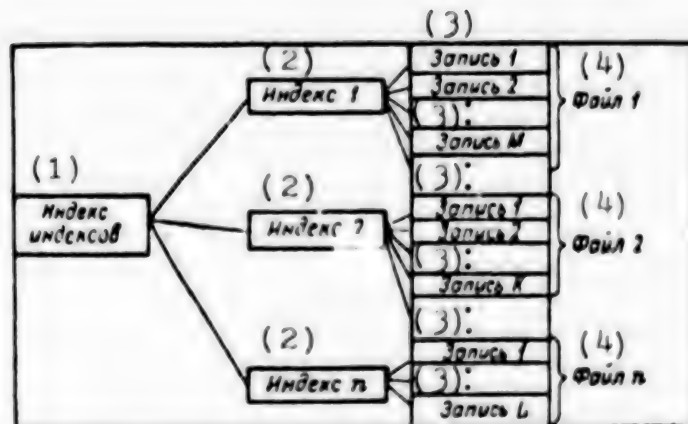 (3)
(2)
Запись 1
(4)
Индекс 1
Запись 2
Файл 1
(3):
Запись М
(1)
(2)
(3):
Индекс индексов
Индекс 2
Запись 1
(4)
Запись 2
Файл 2
(3):
Запись К
(2)
(3):
Индекс n
Запись 1
(4)
(3):
Файл n
Запись L